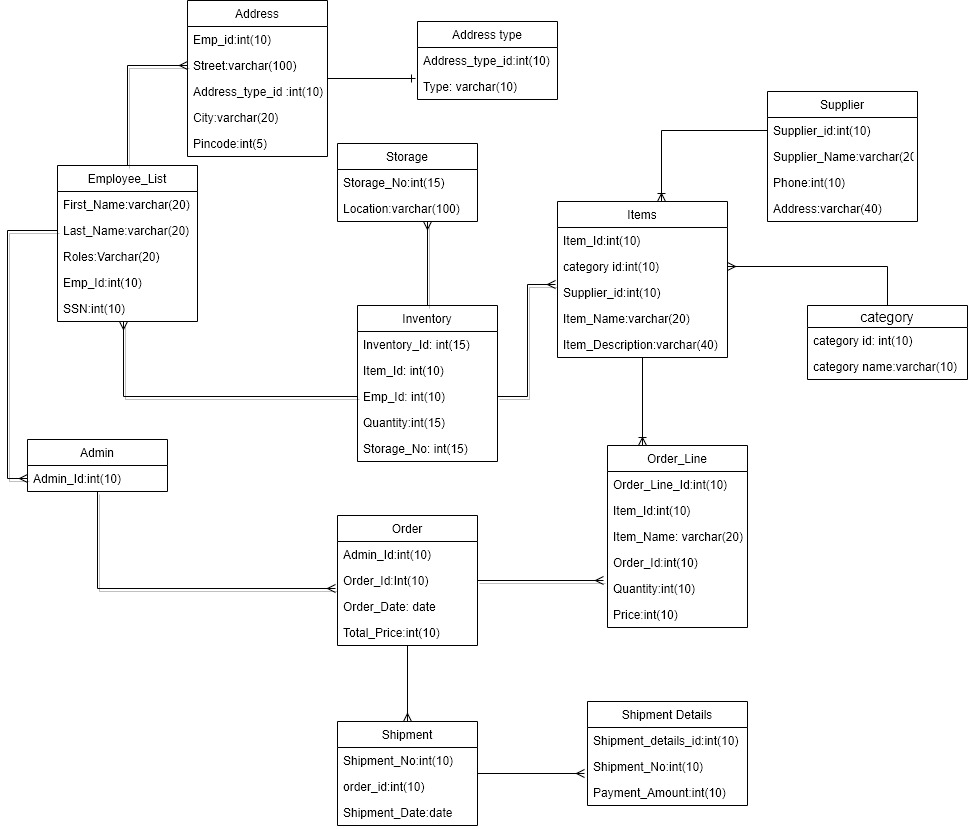 Address
Emp_id:int(10)
Street:varchar(100)
Address_type_id :int(10)
City:varchar(20)
Pincode:int(5)
Address type
Address_type_id:int(10)
Type: varchar(10)
Supplier
Supplier_id:int(10)
Supplier_Name:varchar(20
Phone:int(10)
Address:varchar(40)
Storage
Storage_No:int(15)
Location:varchar(100)
Employee_List
First_Name:varchar(20)
Last_Name:varchar(20)
Roles:Varchar(20)
Emp_Id:int(10)
SSN:int(10)
Items
Item_Id:int(10)
category id:int(10)
Supplier_id:int(10)
Item_Name:varchar(20)
Item_Description:varchar(40)
Inventory
Inventory_Id: int(15)
Item_Id: int(10)
Emp_Id: int(10)
Quantity:int(15)
Storage_No: int(15)
category
category id: int(10)
category name:varchar(10)
Admin
Admin_Id:int(10)
Order_Line
Order_Line_Id:int(10)
Item_Id:int(10)
Item_Name: varchar(20)
Order_Id:int(10)
Quantity:int(10)
Price:int(10)
Order
Admin_Id:int(10)
Order_Id:Int(10)
Order_Date: date
Total_Price:int(10)
Shipment
Shipment_No:int(10)
order_id:int(10)
Shipment_Date:date
Shipment Details
Shipment_details_id:int(10)
Shipment_No:int(10)
Payment_Amount:int(10)